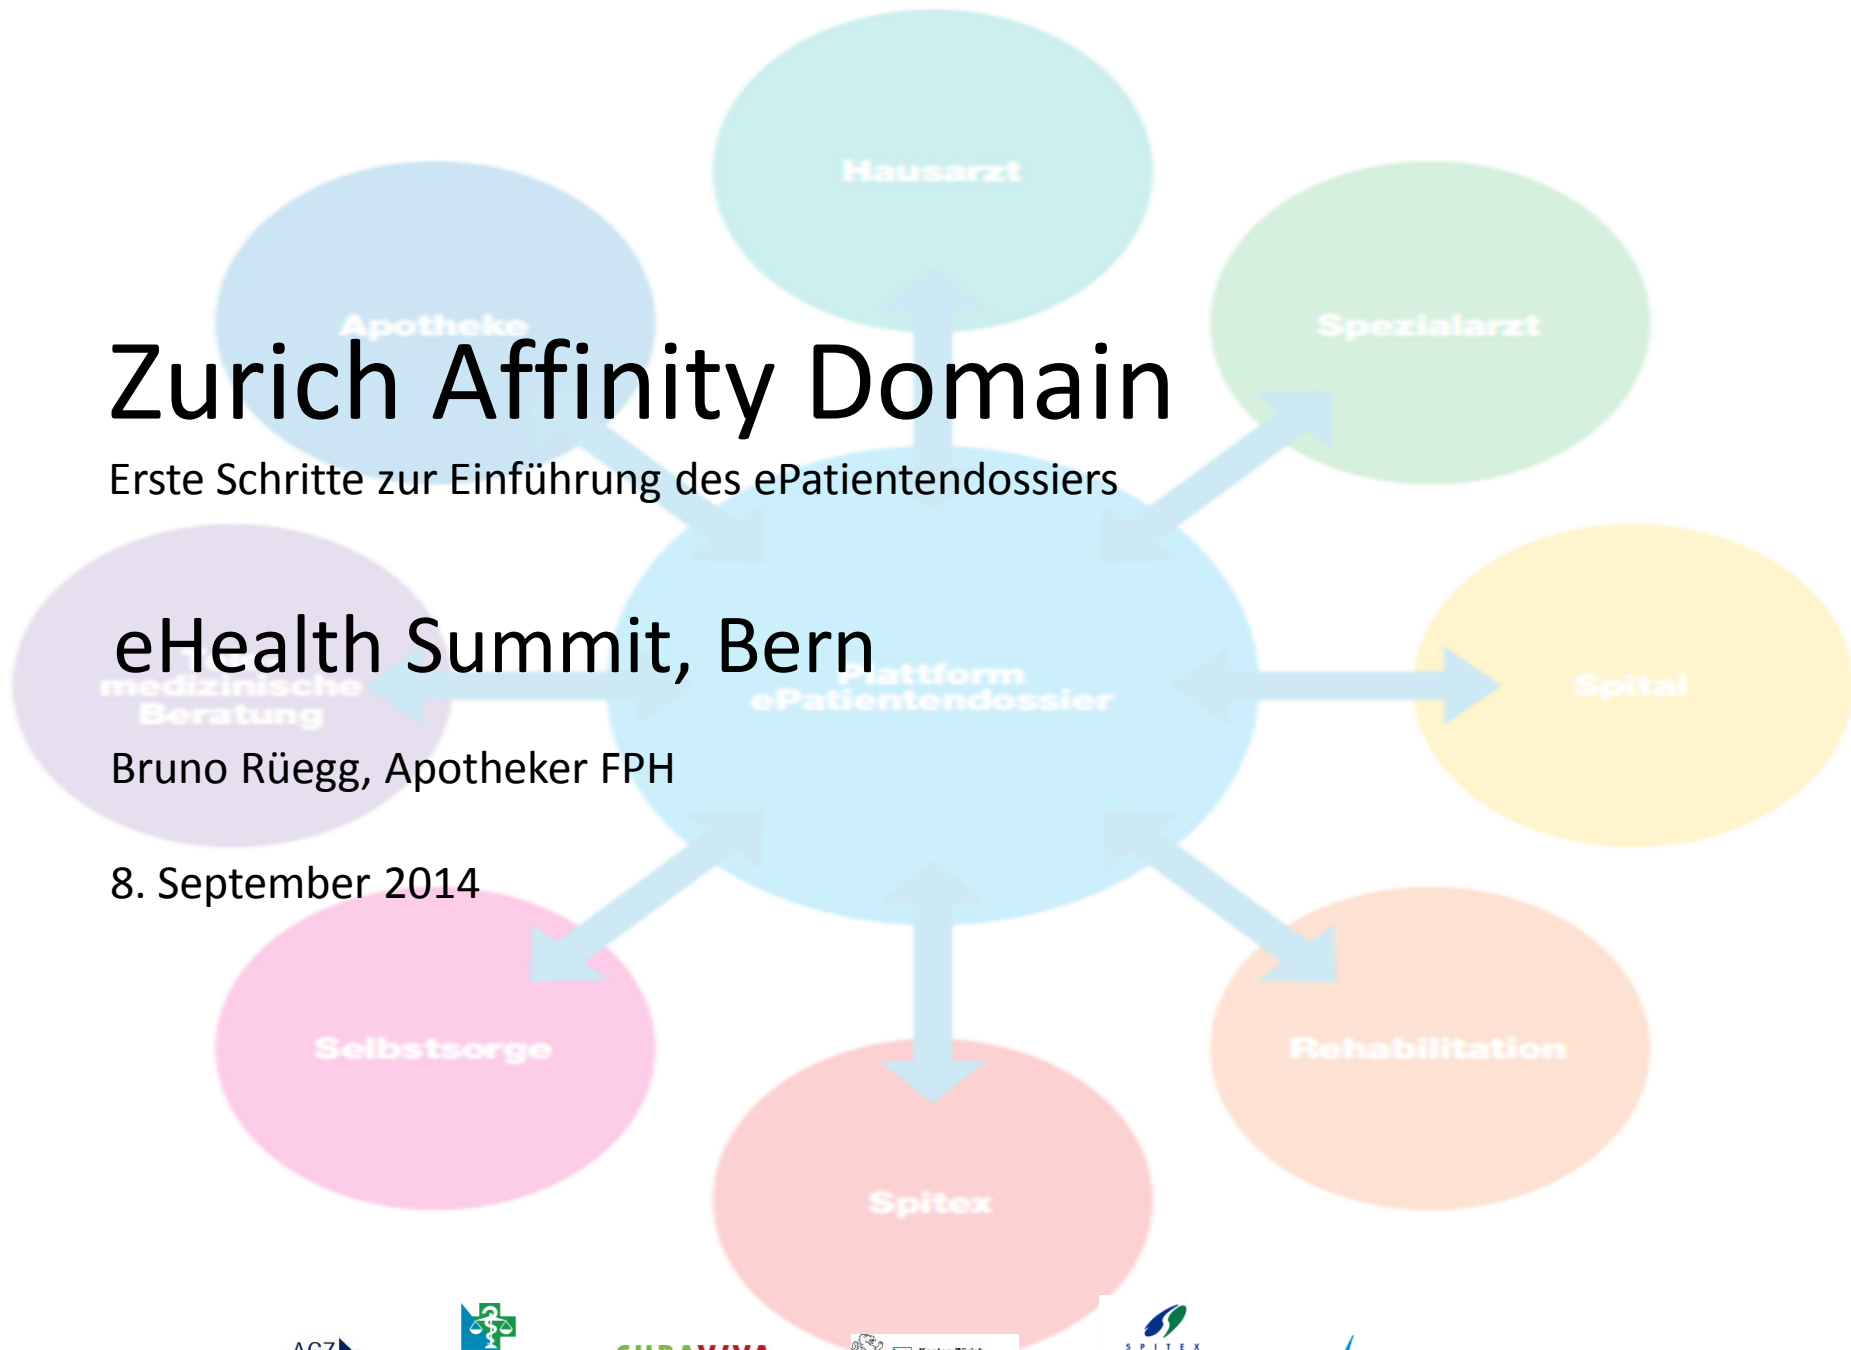 Hausarzt
Apotheke
Spezialarzt
Zurich Affinity Domain
Erste Schritte zur Einführung des ePatientendossiers
eHealth Summit, Bern
medizinische
Beratung
Plattform
ePatientendossier
Spital
Bruno Rüegg, Apotheker FPH
8. September 2014
Selbstsorge
Rehabilitation
Spitex
SPITEX